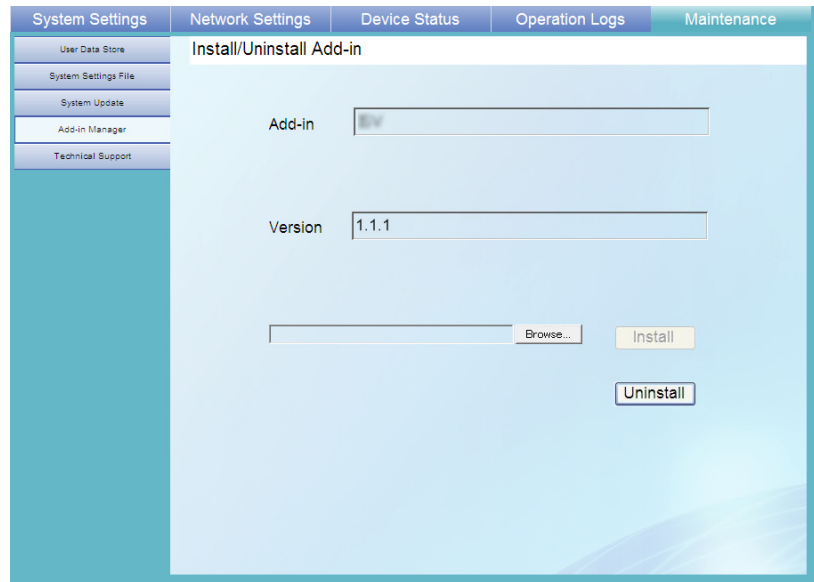 System Settings Network Settings Device Status Operation Logs Maintenance
User Data Store
Install/Uninstall Add-in
System Settings File
System Update
Add-in Manager
Technical Support
Add-in
Version 1.1.1
Browse... Install
Uninstall